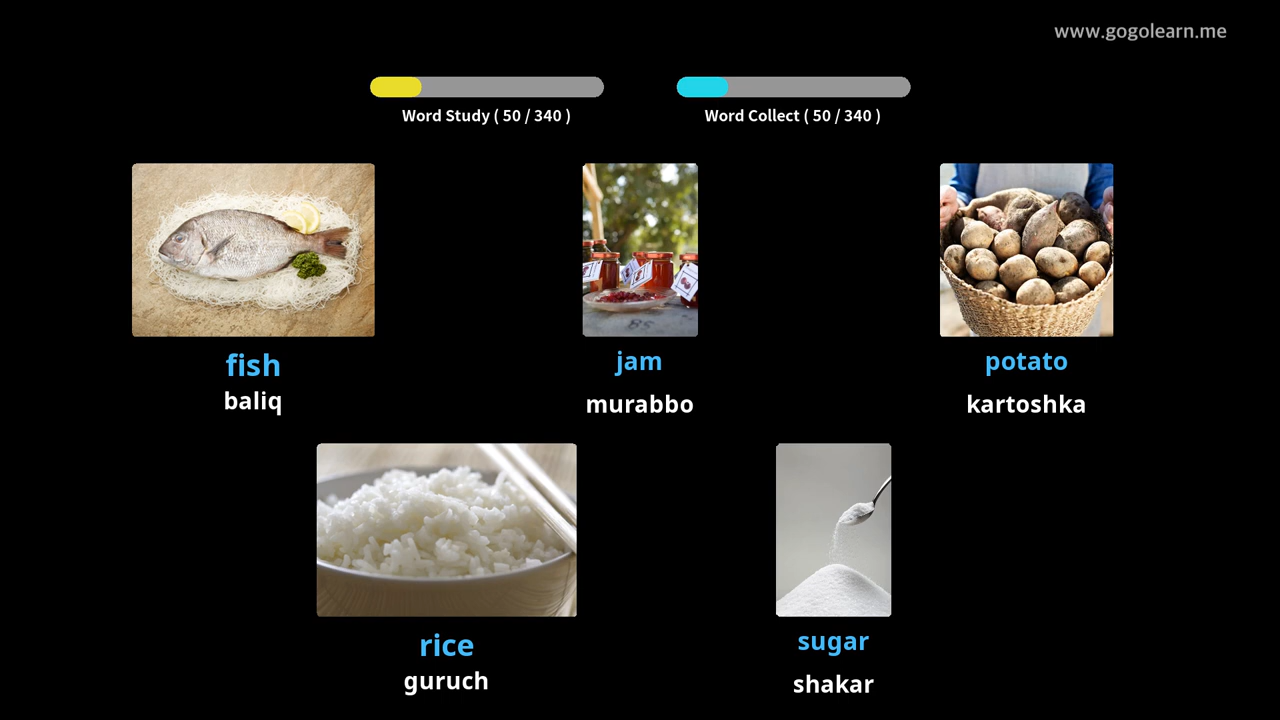 www.gogolearn.me
Word Study ( 50 / 340 )
Word Collect ( 50 / 340 )
fish
baliq
jam
murabbo
potato
kartoshka
rice
guruch
sugar
shakar